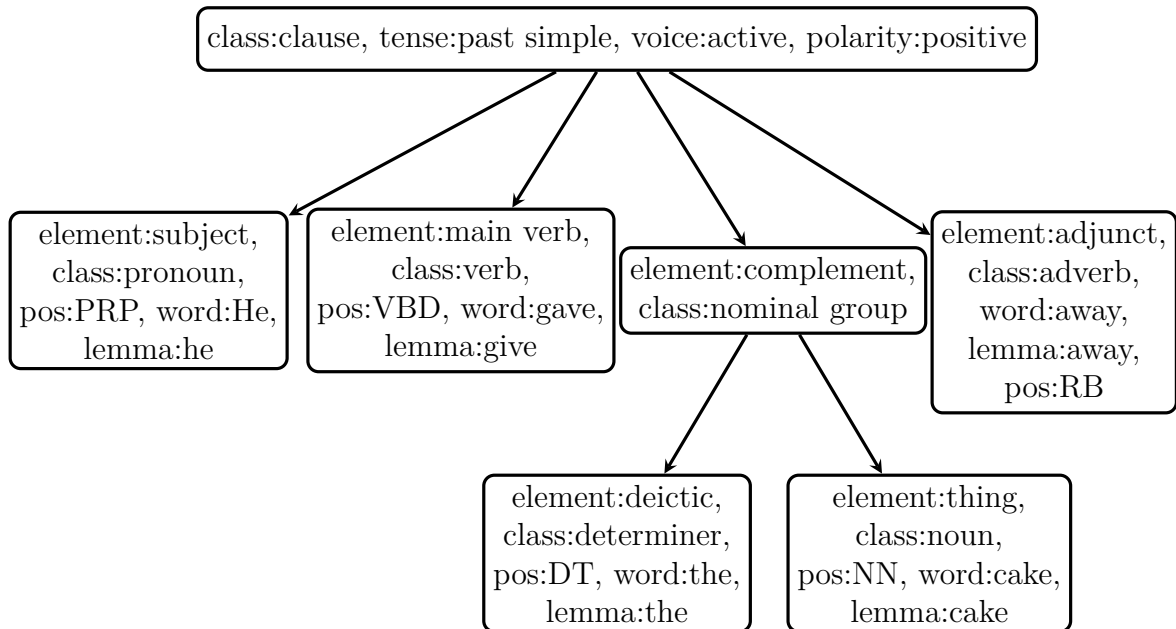 class:clause, tense:past simple, voice:active, polarity:positive
element:subject,
class:pronoun,
pos:PRP, word:He,
lemma:he
element:main verb,
class:verb,
pos:VBD, word:gave,
lemma:give
element:complement,
class:nominal group
element:adjunct,
class:adverb,
word:away,
lemma:away,
pos:RB
element:deictic,
class:determiner,
pos:DT, word:the,
lemma:the
element:thing,
class:noun,
pos:NN, word:cake,
lemma:cake